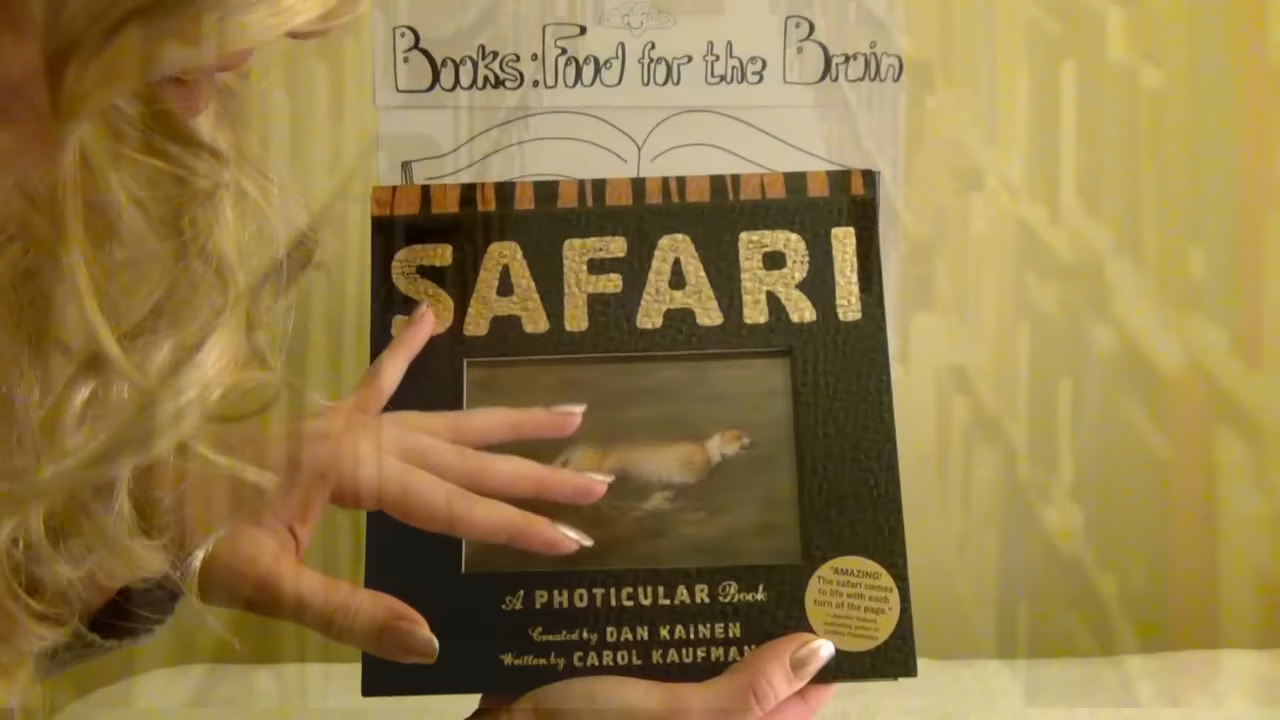 Books: Food for the Brain
SAFARI
A PHOTICULAR Book
Created by DAN KAINEN
Written by CAROL KAUFMAN
"AMAZING!
The safari comes
to life with each
turn of the page."